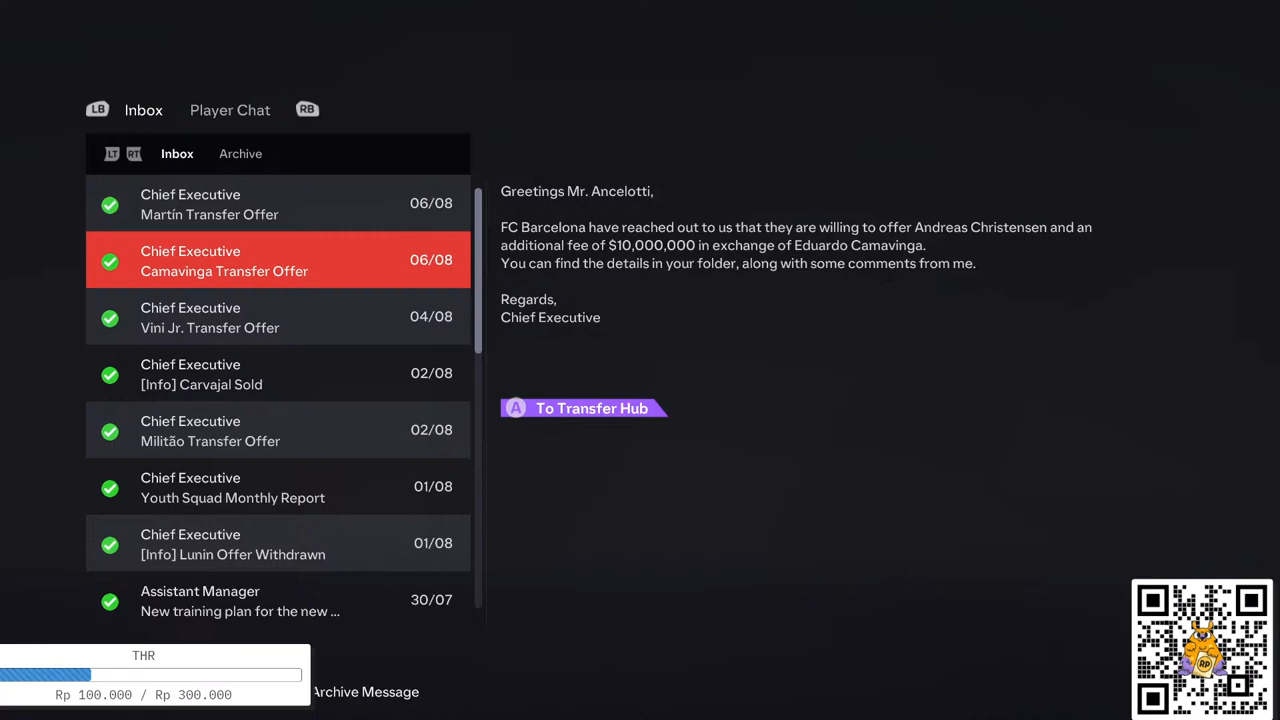 LB Inbox Player Chat RB
LT RT Inbox Archive
Chief Executive
Martín Transfer Offer
06/08
Chief Executive
Camavinga Transfer Offer
06/08
Chief Executive
Vini Jr. Transfer Offer
04/08
Chief Executive
[Info] Carvajal Sold
02/08
Chief Executive
Militão Transfer Offer
02/08
Chief Executive
Youth Squad Monthly Report
01/08
Chief Executive
[Info] Lunin Offer Withdrawn
01/08
Assistant Manager
New training plan for the new ...
30/07
Greetings Mr. Ancelotti,
FC Barcelona have reached out to us that they are willing to offer Andreas Christensen and an
additional fee of $10,000,000 in exchange of Eduardo Camavinga.
You can find the details in your folder, along with some comments from me.
Regards,
Chief Executive
A To Transfer Hub
THR
Rp 100.000 / Rp 300.000
Archive Message
RP